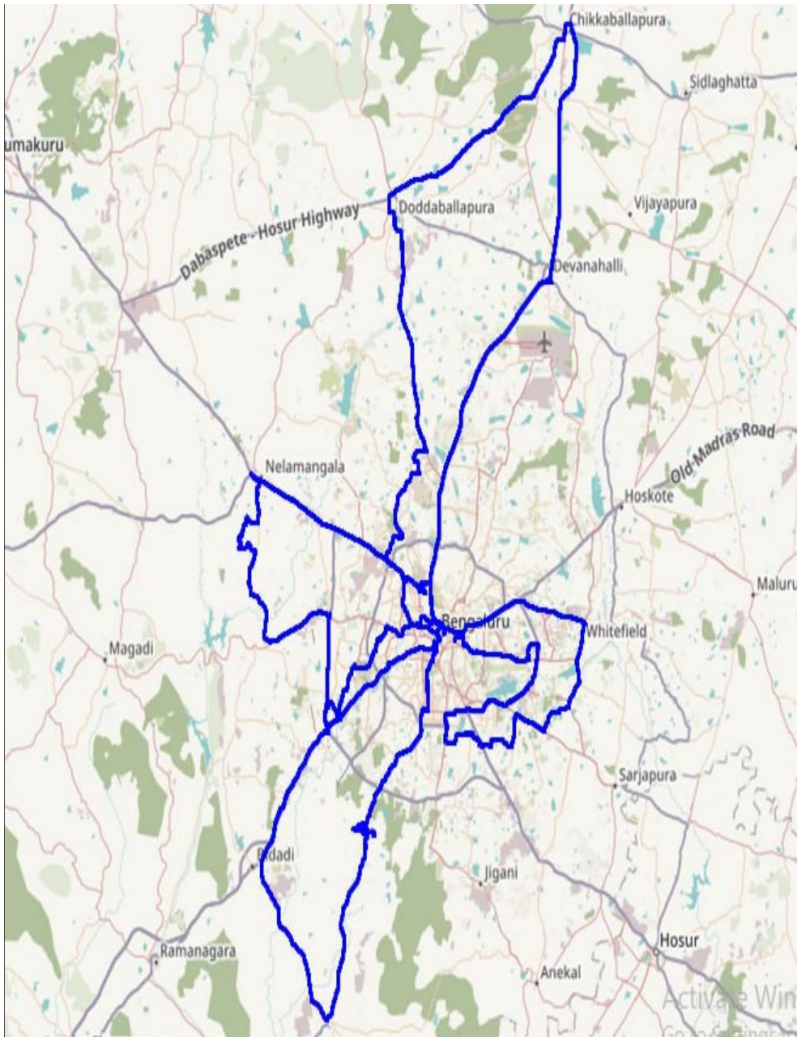 Chikkaballapura
Sidlaghatta
umakuru
Vijayapura
Doddaballapura
Dabaspete - Hosur Highway
Devanahalli
Old Madras Road
Nelamangala
Hoskote
Maluru
Bengaluru
Whitefield
Magadi
Sarjapura
Bidadi
Jigani
Ramanagara
Hosur
Anekal
Activate Win